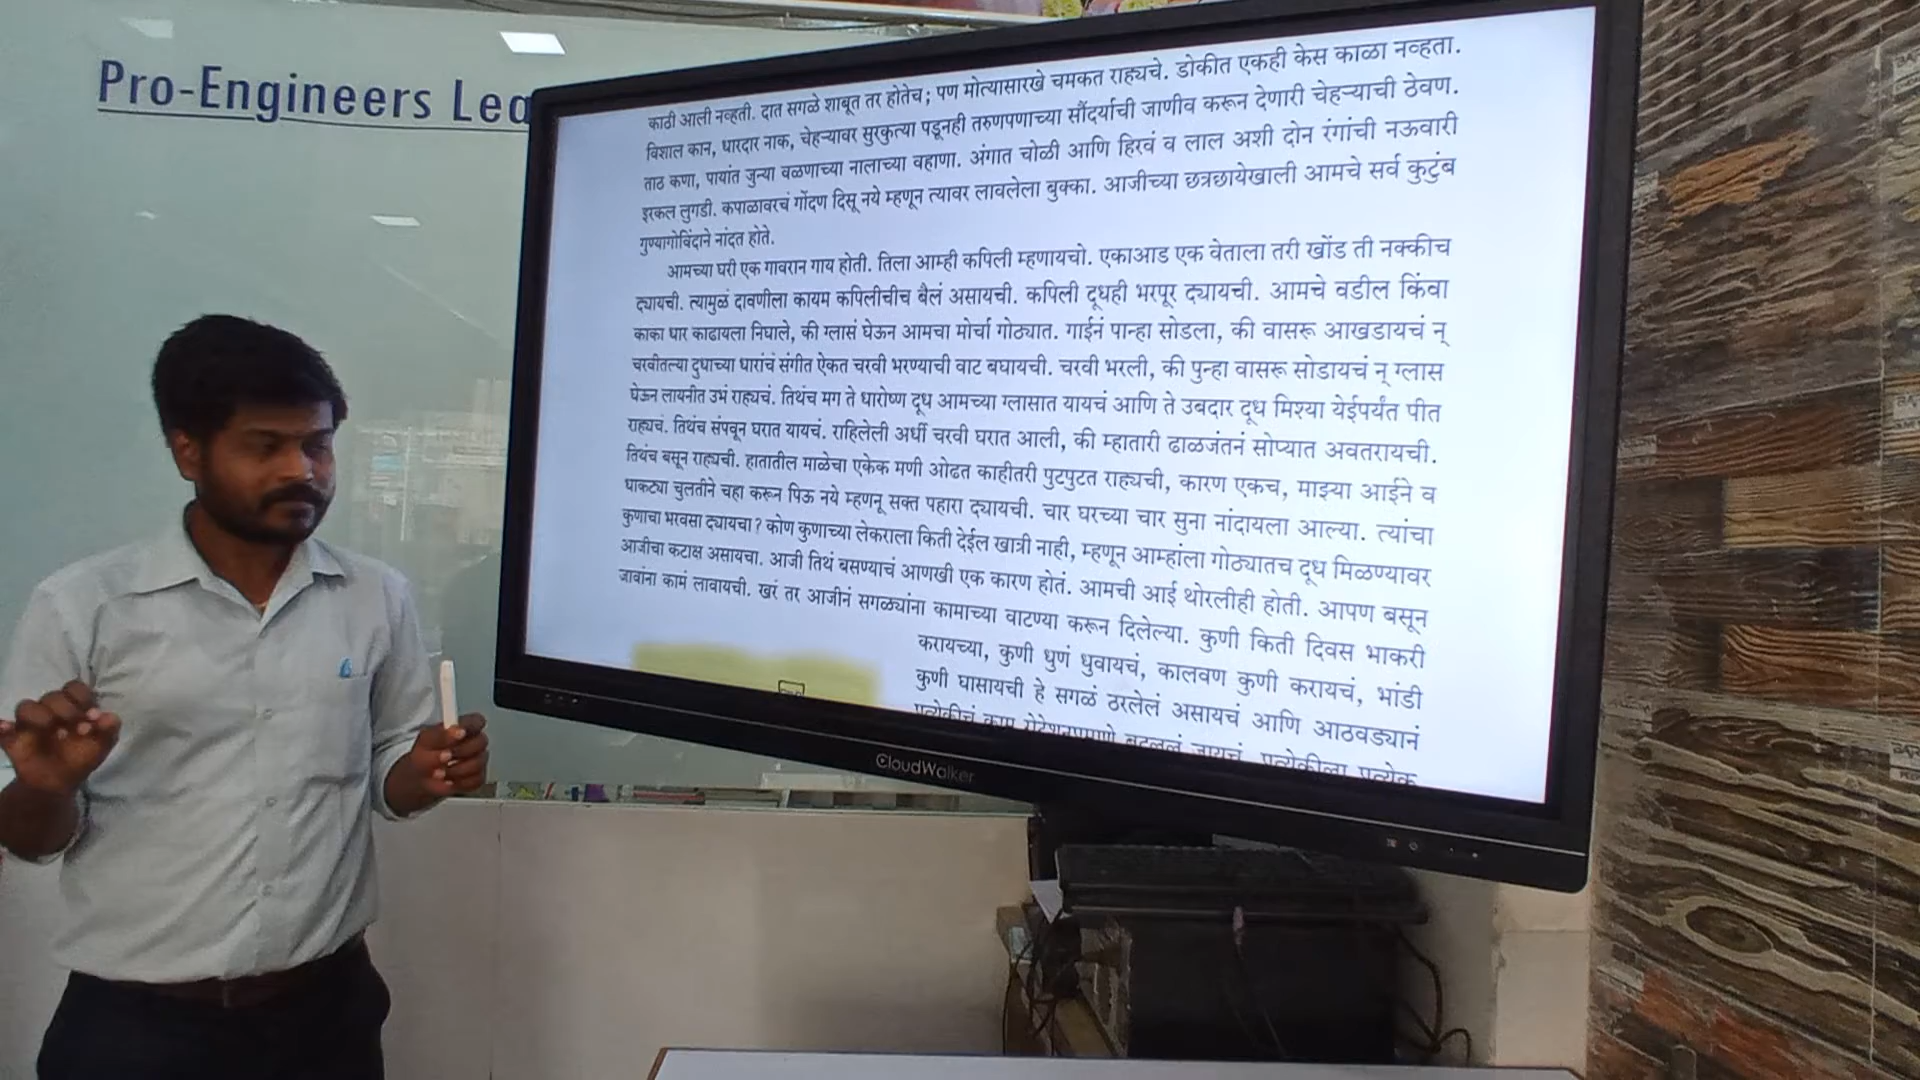 Pro-Engineers Lea
काठी आली नव्हती. दात सगळे शाबूत तर होतेच; पण मोत्यासारखे चमकत राह्यचे. डोकीत एकही केस काळा नव्हता.
विशाल कान, धारदार नाक, चेहऱ्यावर सुरकुत्या पडूनही तरुणपणाच्या सौंदर्याची जाणीव करून देणारी चेहऱ्याची ठेवण.
ताठ कणा, पायांत जुन्या वळणाच्या नालाच्या वहाणा. अंगात चोळी आणि हिरवं व लाल अशी दोन रंगांची नऊवारी
इरकल लुगडी. कपाळावरचं गोंदण दिसू नये म्हणून त्यावर लावलेला बुक्का. आजीच्या छत्रछायेखाली आमचे सर्व कुटुंब
गुण्यागोविंदाने नांदत होते.
आमच्या घरी एक गावरान गाय होती. तिला आम्ही कपिली म्हणायचो. एकाआड एक वेताला तरी खोंड ती नक्कीच
द्यायची. त्यामुळं दावणीला कायम कपिलीचीच बैलं असायची. कपिली दूधही भरपूर द्यायची. आमचे वडील किंवा
काका धार काढायला निघाले, की ग्लासं घेऊन आमचा मोर्चा गोठ्यात. गाईनं पान्हा सोडला, की वासरू आखडायचं न्
चरवीतल्या दुधाच्या धारांचं संगीत ऐकत चरवी भरण्याची वाट बघायची. चरवी भरली, की पुन्हा वासरू सोडायचं न् ग्लास
घेऊन लायनीत उभं राह्यचं. तिथंच मग ते धारोष्ण दूध आमच्या ग्लासात यायचं आणि ते उबदार दूध मिश्या येईपर्यंत पीत
राह्यचं. तिथंच संपवून घरात यायचं. राहिलेली अर्धी चरवी घरात आली, की म्हातारी ढाळजंतनं सोप्यात अवतरायची.
तिथंच बसून राह्यची. हातातील माळेचा एकेक मणी ओढत काहीतरी पुटपुटत राह्यची, कारण एकच, माझ्या आईने व
धाकट्या चुलतीने चहा करून पिऊ नये म्हणनू सक्त पहारा द्यायची. चार घरच्या चार सुना नांदायला आल्या. त्यांचा
कुणाचा भरवसा द्यायचा? कोण कुणाच्या लेकराला किती देईल खात्री नाही, म्हणून आम्हांला गोठ्यातच दूध मिळण्यावर
आजीचा कटाक्ष असायचा. आजी तिथं बसण्याचं आणखी एक कारण होतं. आमची आई थोरलीही होती. आपण बसून
जावांना कामं लावायची. खरं तर आजीनं सगळ्यांना कामाच्या वाटण्या करून दिलेल्या. कुणी किती दिवस भाकरी
करायच्या, कुणी धुणं धुवायचं, कालवण कुणी करायचं, भांडी
कुणी घासायची हे सगळं ठरलेलं असायचं आणि आठवड्यानं
प्रत्येकीचं काम रोटेशनप्रमाणे बदललं जायचं. प्रत्येकीला प्रत्येक
CloudWalker